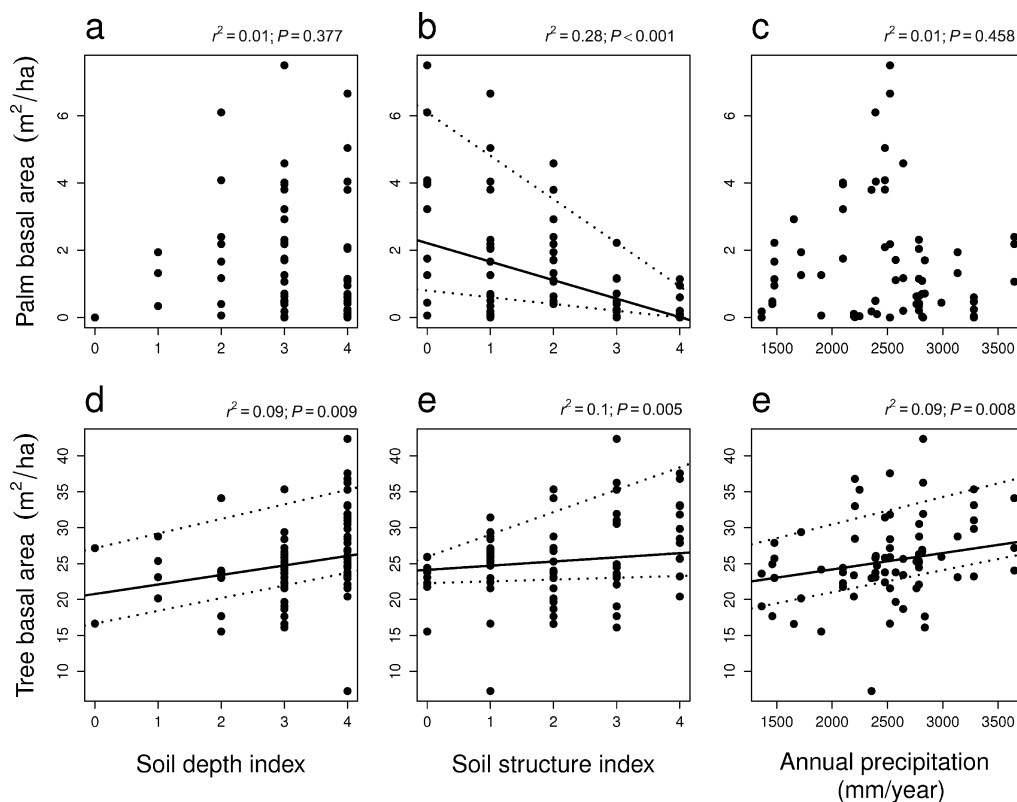 a
r² = 0.01; P = 0.377
b
r² = 0.28; P < 0.001
c
r² = 0.01; P = 0.458
Palm basal area (m²/ha)
0 2 4 6
0 1 2 3 4
0 2 4 6
0 1 2 3 4
0 2 4 6
1500 2000 2500 3000 3500
d
r² = 0.09; P = 0.009
e
r² = 0.1; P = 0.005
e
r² = 0.09; P = 0.008
Tree basal area (m²/ha)
10 15 20 25 30 35 40
0 1 2 3 4
10 15 20 25 30 35 40
0 1 2 3 4
10 15 20 25 30 35 40
1500 2000 2500 3000 3500
Soil depth index
Soil structure index
Annual precipitation
(mm/year)